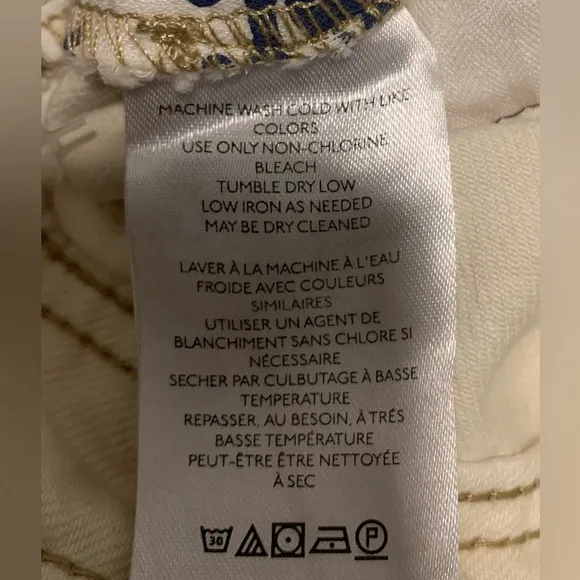 MACHINE WASH COLD WITH LIKE
COLORS
USE ONLY NON-CHLORINE
BLEACH
TUMBLE DRY LOW
LOW IRON AS NEEDED
MAY BE DRY CLEANED
LAVER À LA MACHINE À L'EAU
FROIDE AVEC COULEURS
SIMILAIRES
UTILISER UN AGENT DE
BLANCHIMENT SANS CHLORE SI
NÉCESSAIRE
SECHER PAR CULBUTAGE À BASSE
TEMPERATURE
REPASSER, AU BESOIN, À TRÉS
BASSE TEMPÉRATURE
PEUT-ÊTRE ÊTRE NETTOYÉE
À SEC
30 P